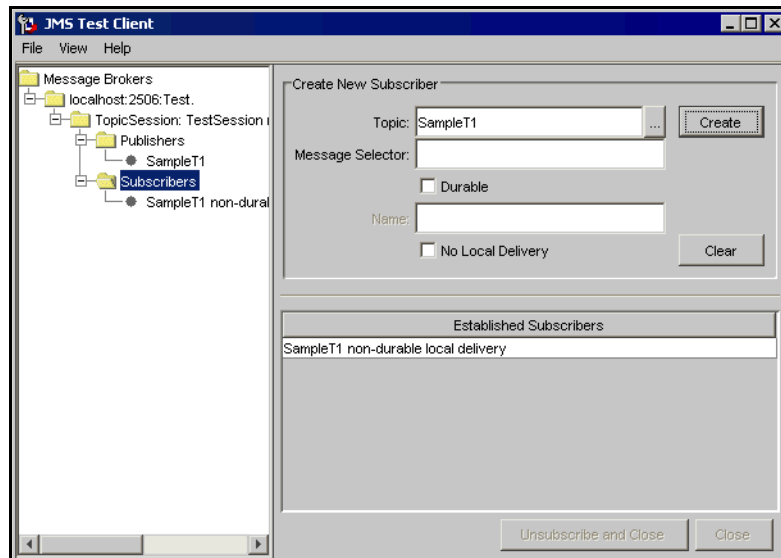 JMS Test Client
File View Help
Message Brokers
localhost:2506:Test.
TopicSession: TestSession
Publishers
SampleT1
Subscribers
SampleT1 non-dural
Create New Subscriber
Topic: SampleT1 ... Create
Message Selector:
Durable
Name:
No Local Delivery Clear
Established Subscribers
SampleT1 non-durable local delivery
Unsubscribe and Close Close